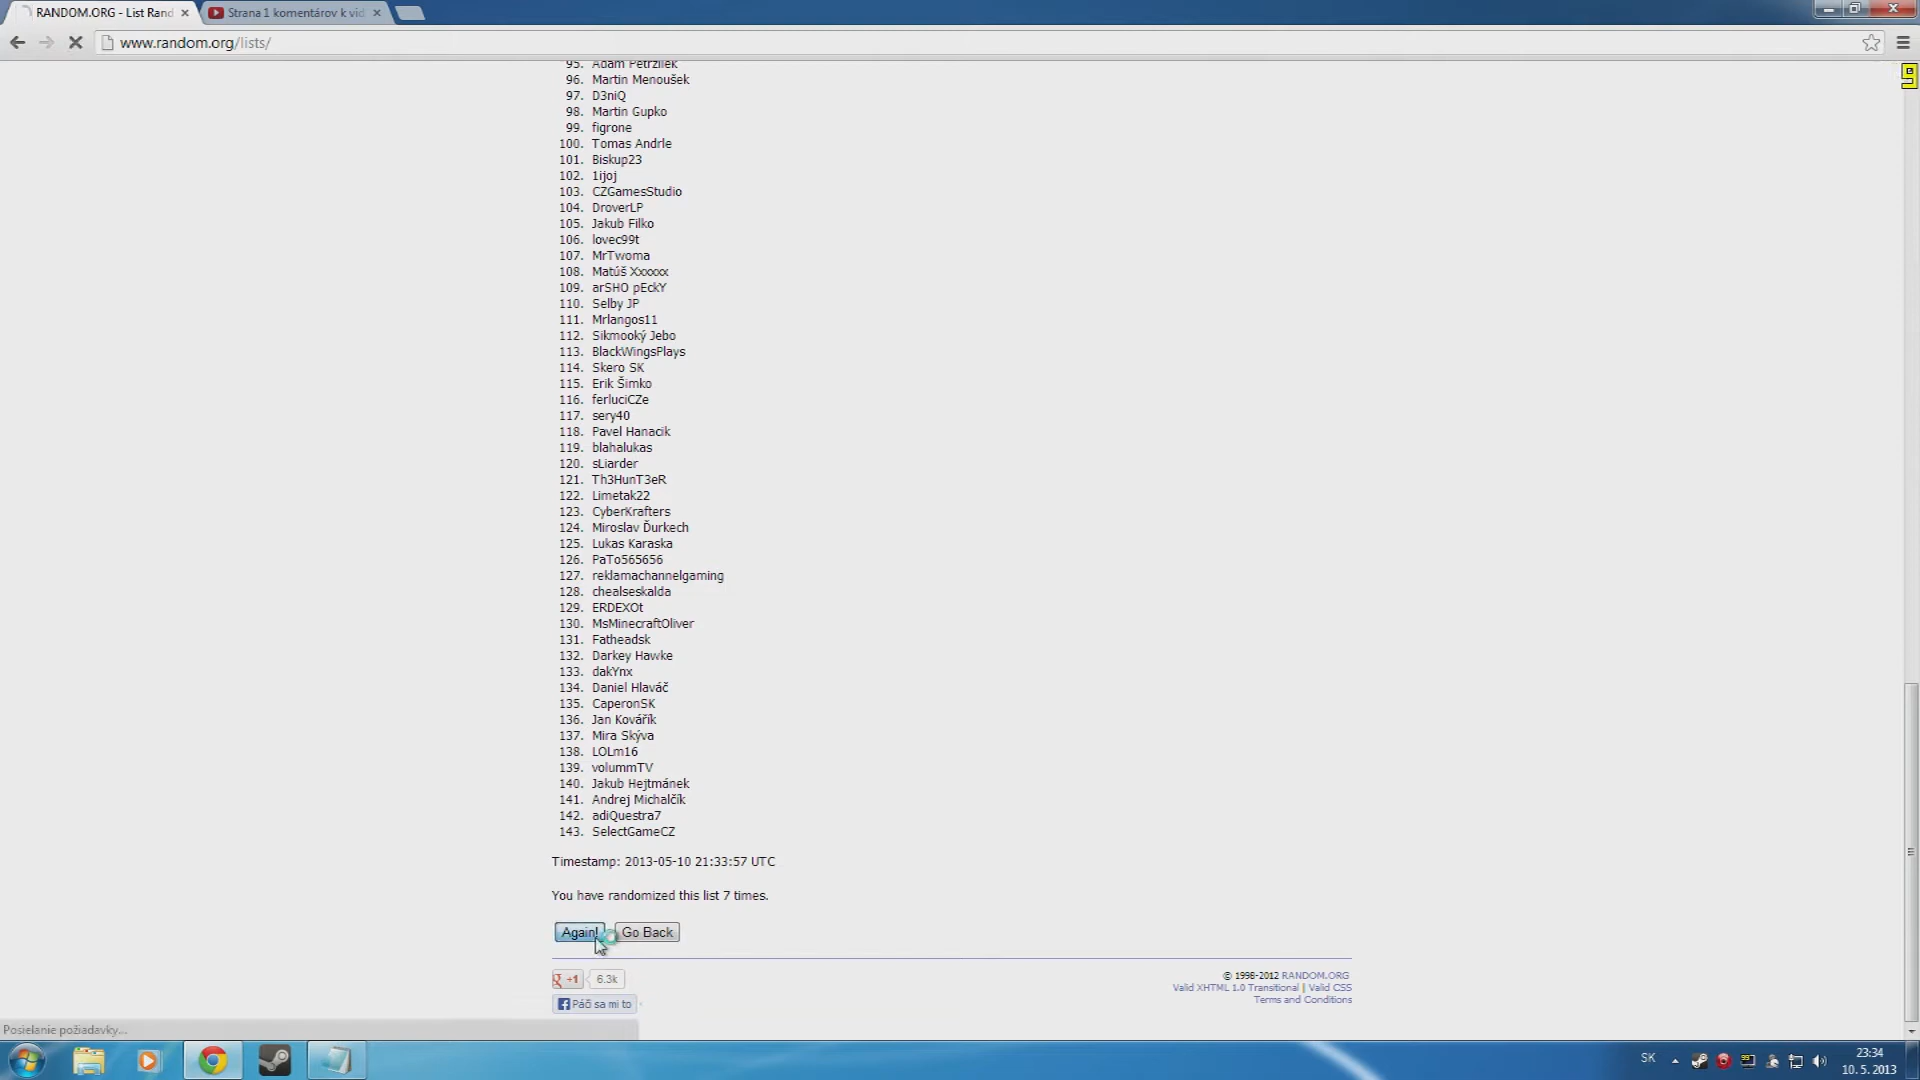 RANDOM.ORG - List Rand
Strana 1 komentárov k vid
www.random.org/lists/
9
95. Adam Petrzilek
96. Martin Menoušek
97. D3niQ
98. Martin Gupko
99. figrone
100. Tomas Andrle
101. Biskup23
102. 1ijoj
103. CZGamesStudio
104. DroverLP
105. Jakub Filko
106. lovec99t
107. MrTwoma
108. Matúš Xxxxxx
109. arSHO pEckY
110. Selby JP
111. Mrlangos11
112. Sikmooký Jebo
113. BlackWingsPlays
114. Skero SK
115. Erik Šimko
116. ferluciCZe
117. sery40
118. Pavel Hanacik
119. blahalukas
120. sLiarder
121. Th3HunT3eR
122. Limetak22
123. CyberKrafters
124. Miroslav Ďurkech
125. Lukas Karaska
126. PaTo565656
127. reklamachannelgaming
128. chealseskalda
129. ERDEXOt
130. MsMinecraftOliver
131. Fatheadsk
132. Darkey Hawke
133. dakYnx
134. Daniel Hlaváč
135. CaperonSK
136. Jan Kovářík
137. Mira Skýva
138. LOLm16
139. volummTV
140. Jakub Hejtmánek
141. Andrej Michalčík
142. adiQuestra7
143. SelectGameCZ
Timestamp: 2013-05-10 21:33:57 UTC
You have randomized this list 7 times.
Again! Go Back
+1 6.3k
© 1998-2012 RANDOM.ORG
Valid XHTML 1.0 Transitional | Valid CSS
Terms and Conditions
Páči sa mi to
Posielanie požiadavky...
SK
23:34
10. 5. 2013